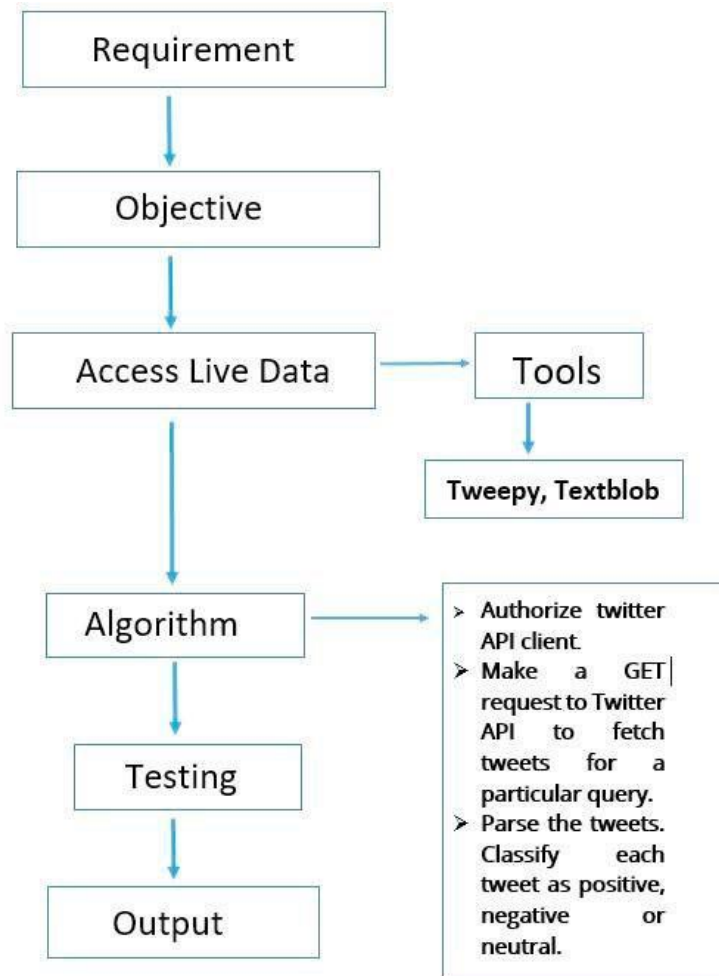 Requirement
Objective
Access Live Data
Tools
Tweepy, Textblob
Algorithm
➢ Authorize twitter
API client.
➢ Make a GET
request to Twitter
API to fetch
tweets for a
particular query.
➢ Parse the tweets.
Classify each
tweet as positive,
negative or
neutral.
Testing
Output